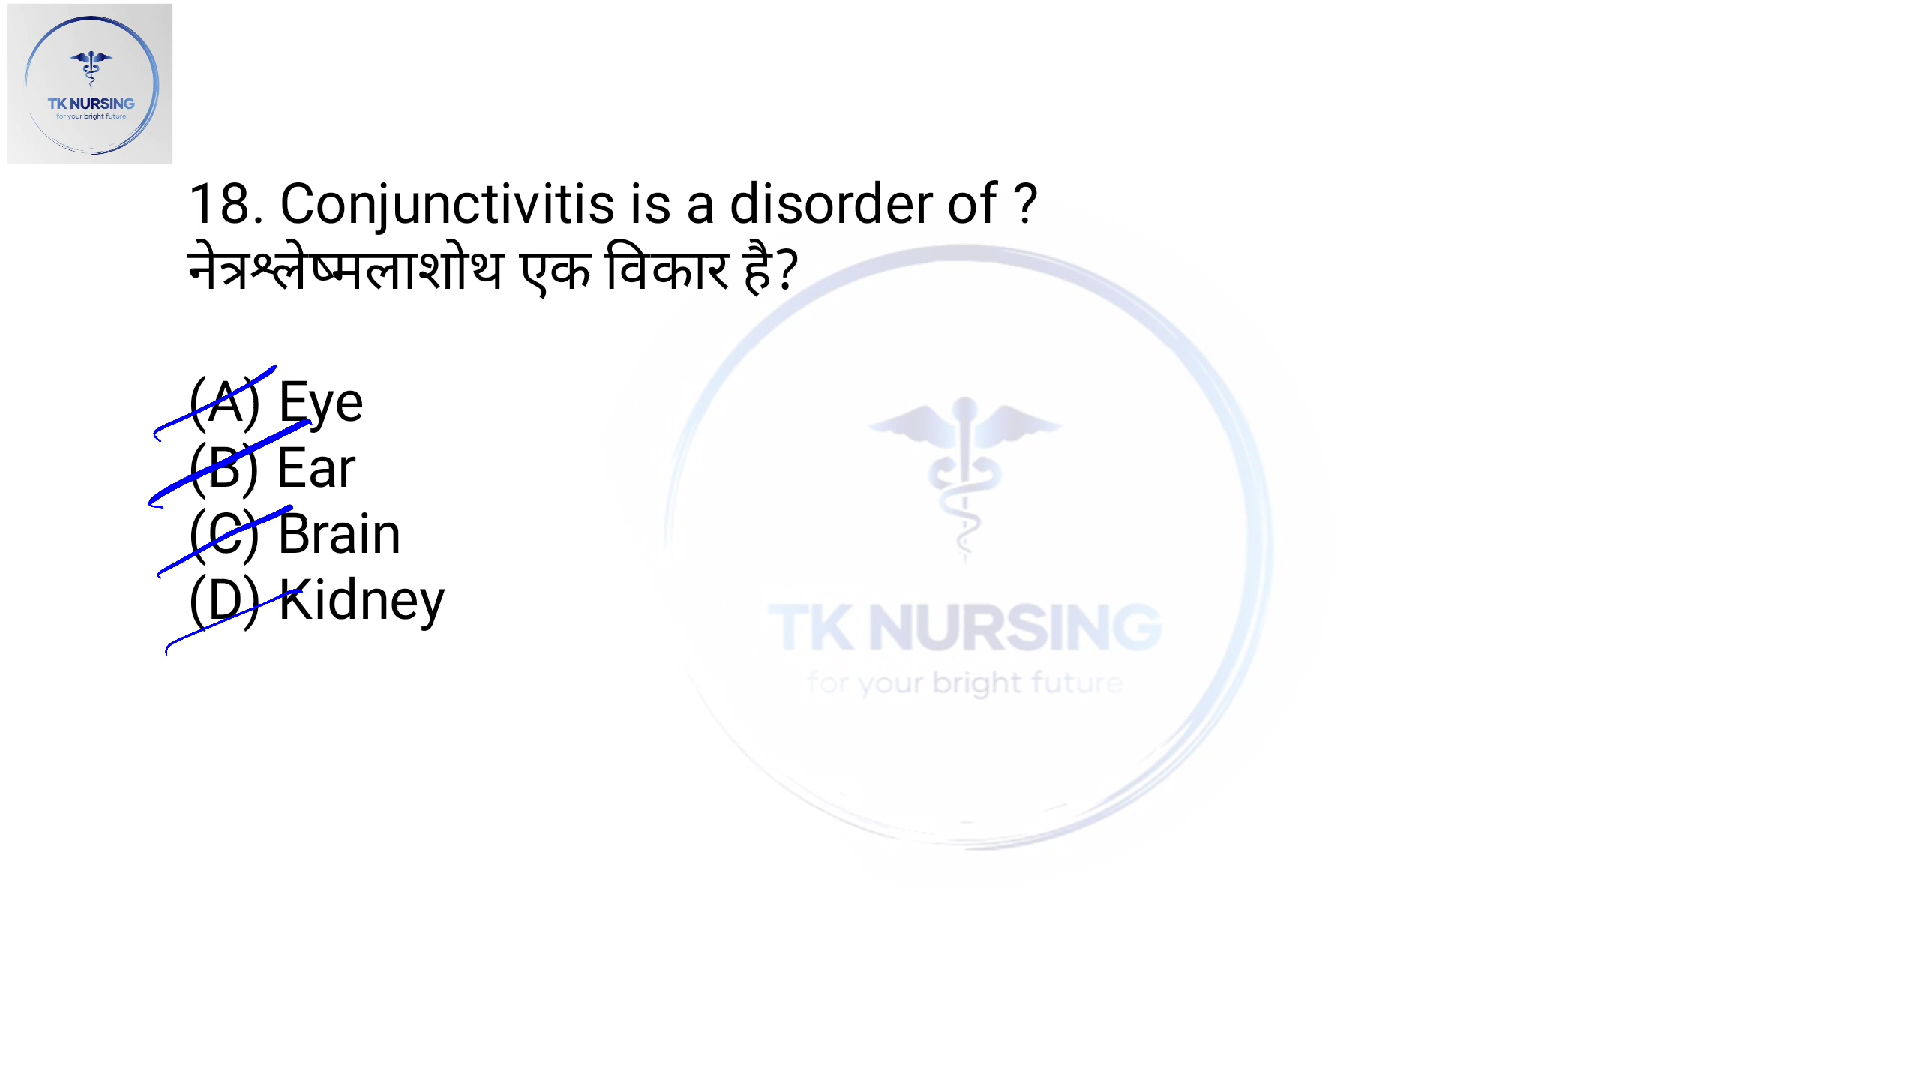 TK NURSING
for your bright future
18. Conjunctivitis is a disorder of ?
नेत्रश्लेष्मलाशोथ एक विकार है?
(A) Eye
(B) Ear
(C) Brain
(D) Kidney
TK NURSING
for your bright future